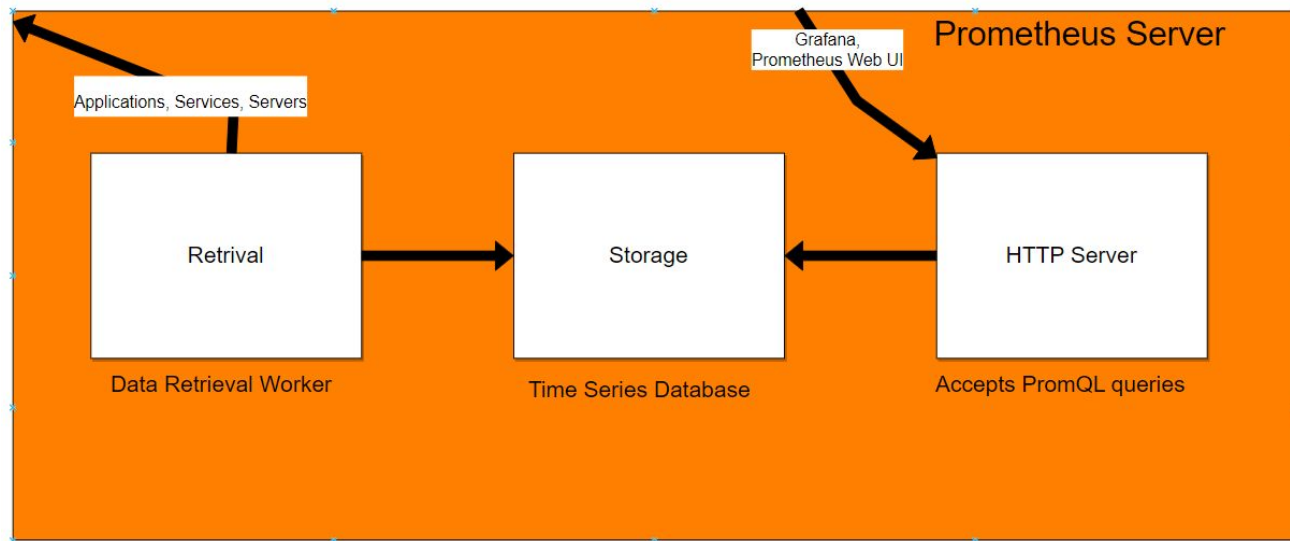 Prometheus Server
Grafana,
Prometheus Web UI
Applications, Services, Servers
Retrival
Storage
HTTP Server
Data Retrieval Worker
Time Series Database
Accepts PromQL queries